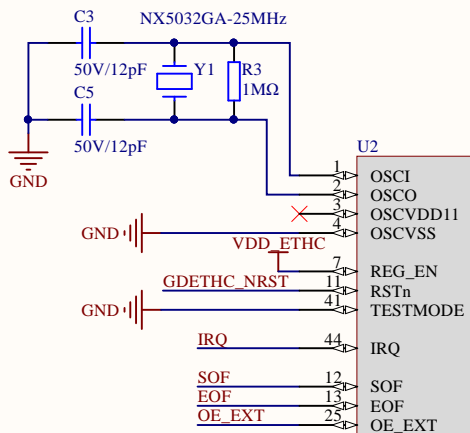 C3
NX5032GA-25MHz
50V/12pF
Y1
R3
1MΩ
C5
50V/12pF
GND
U2
1
OSCI
2
OSCO
3
OSCVDD11
GND
4
OSCVSS
VDD_ETHC
7
REG_EN
GDETHC_NRST
11
RSTn
GND
41
TESTMODE
IRQ
44
IRQ
SOF
12
SOF
EOF
13
EOF
OE_EXT
25
OE_EXT